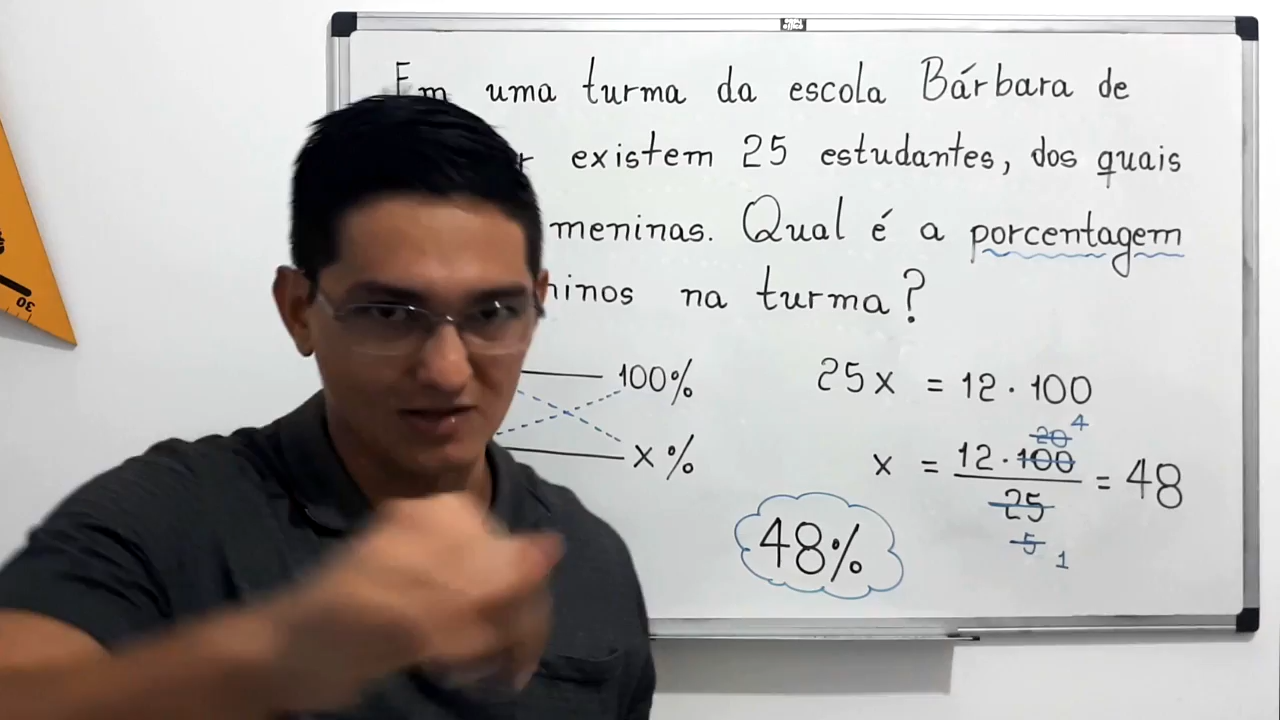 Em uma turma da escola Bárbara de
existem 25 estudantes, dos quais
meninas. Qual é a porcentagem
na turma?
100%
x%
25x = 12 · 100
20 4
x = 12 · 100 / 25 = 48
5 1
48%
30